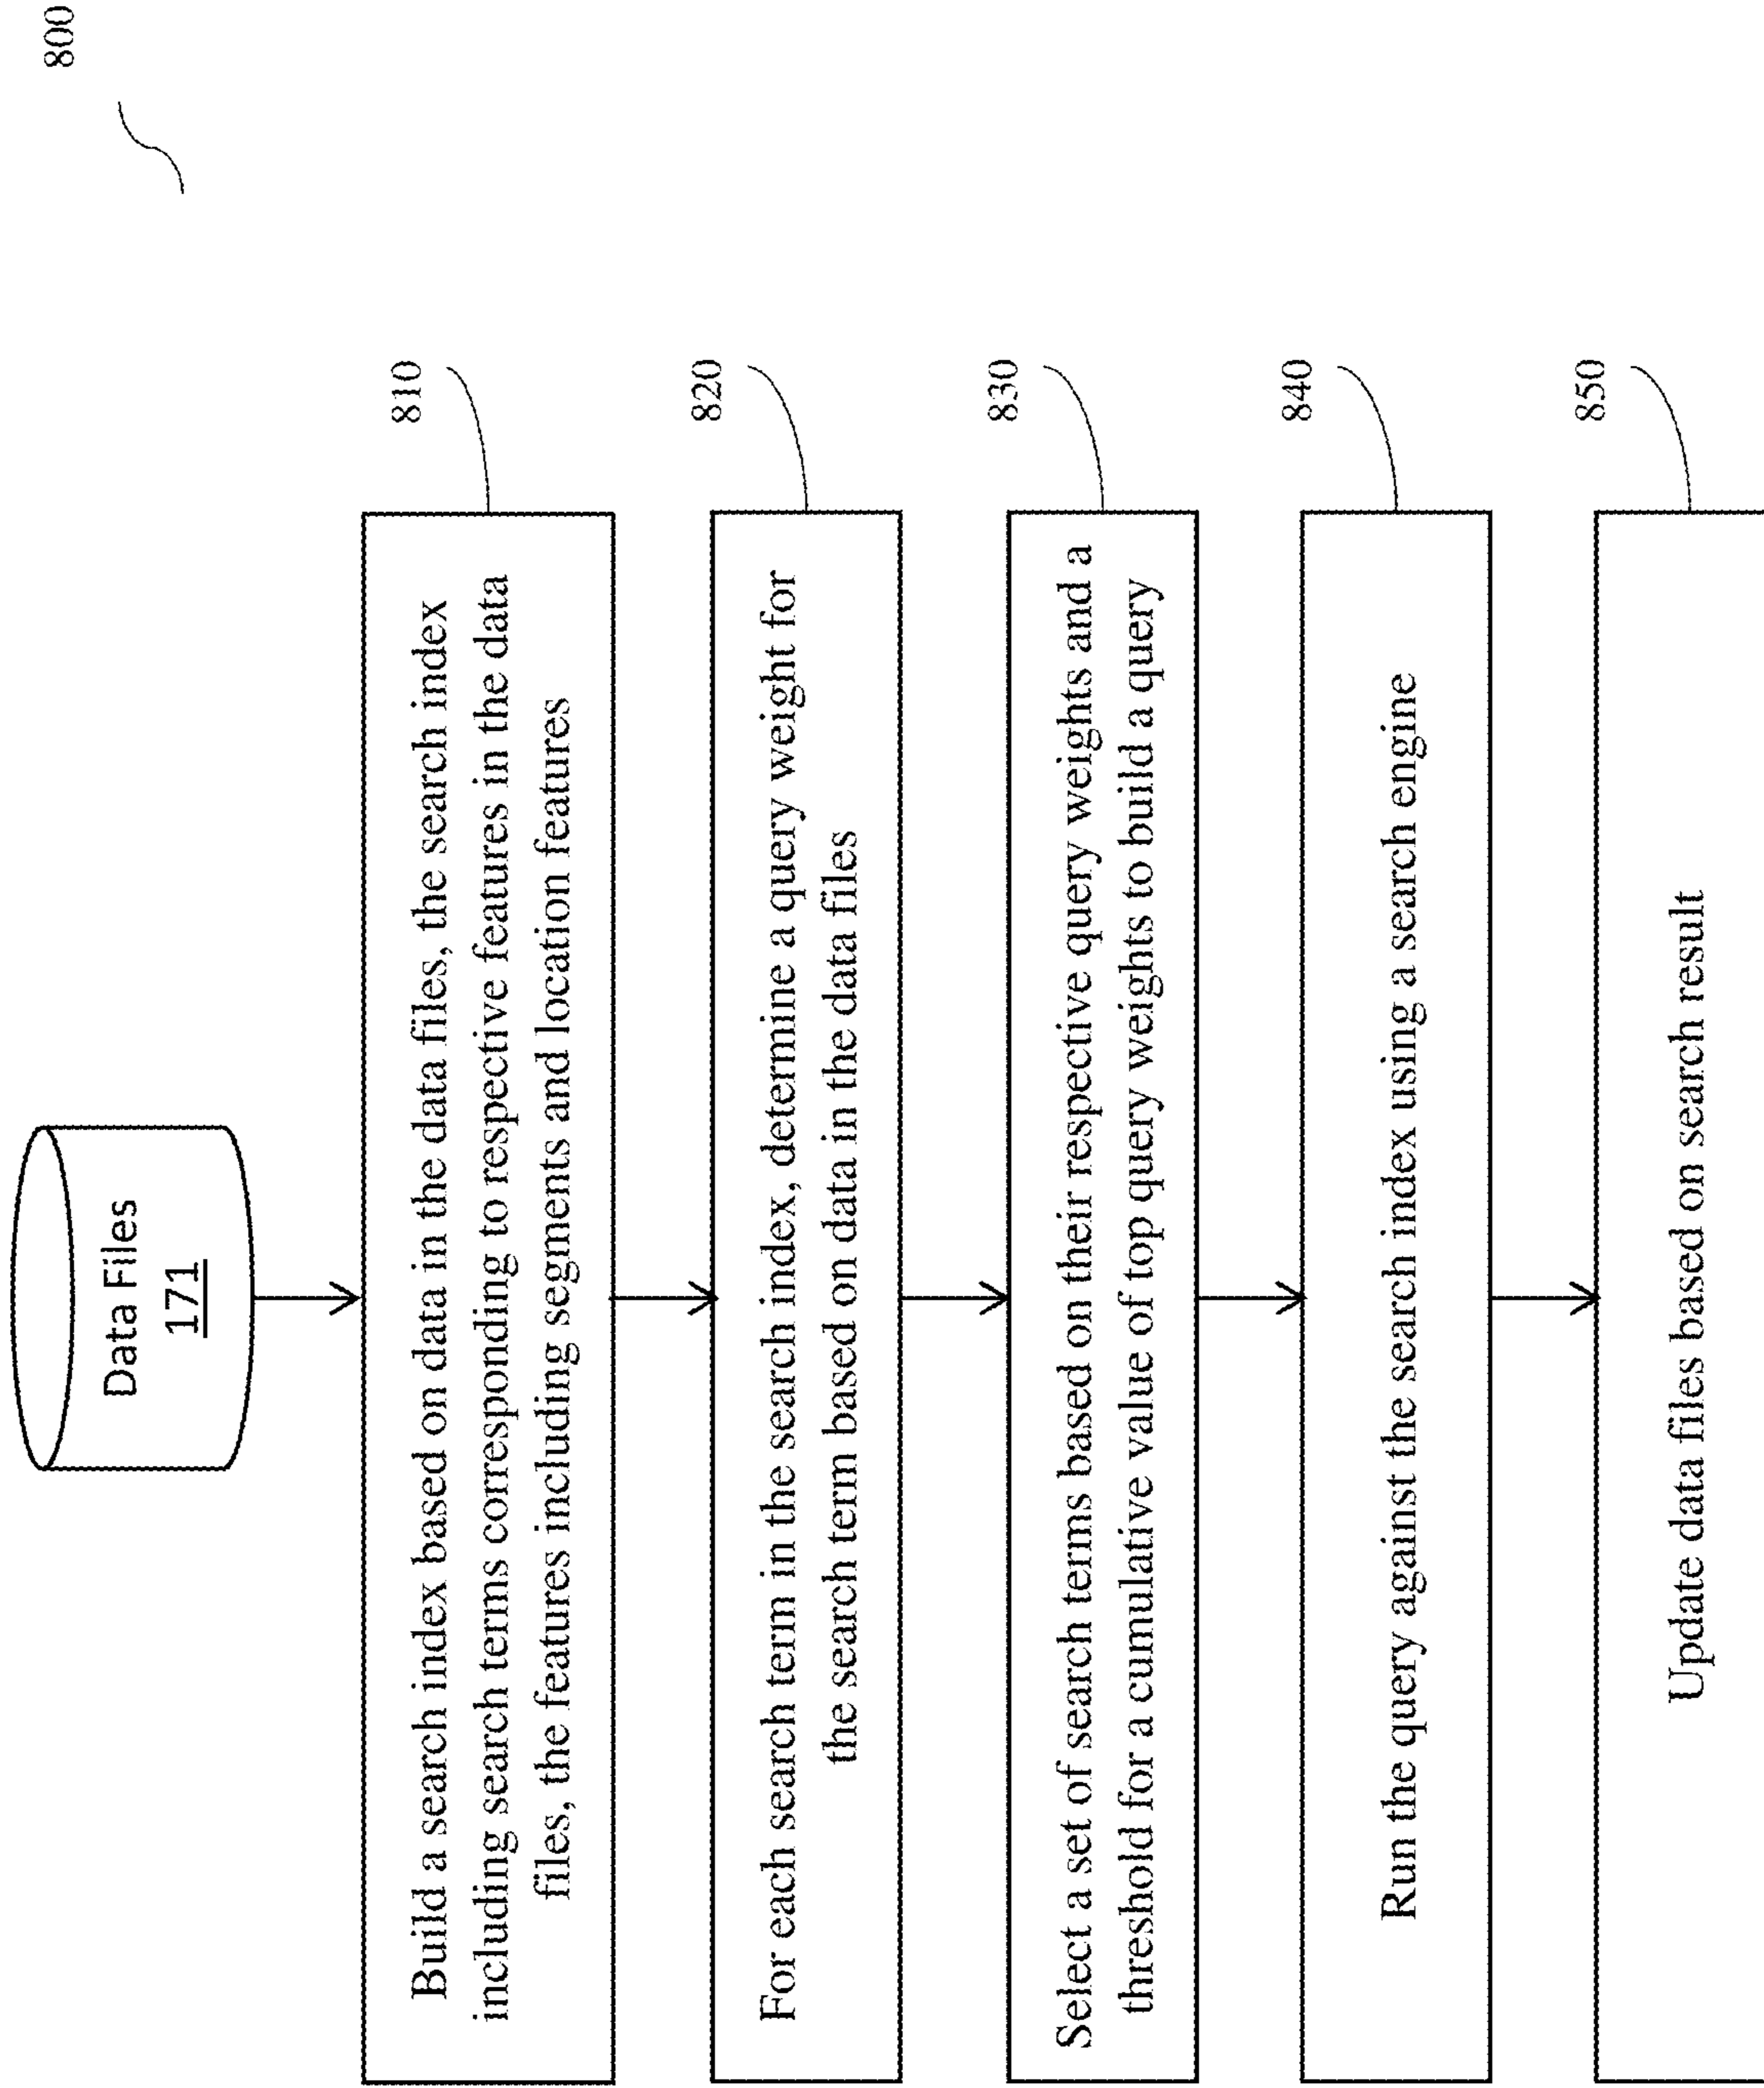 800
Data Files
171
810
Build a search index based on data in the data files, the search index
including search terms corresponding to respective features in the data
files, the features including segments and location features
820
For each search term in the search index, determine a query weight for
the search term based on data in the data files
830
Select a set of search terms based on their respective query weights and a
threshold for a cumulative value of top query weights to build a query
840
Run the query against the search index using a search engine
850
Update data files based on search result